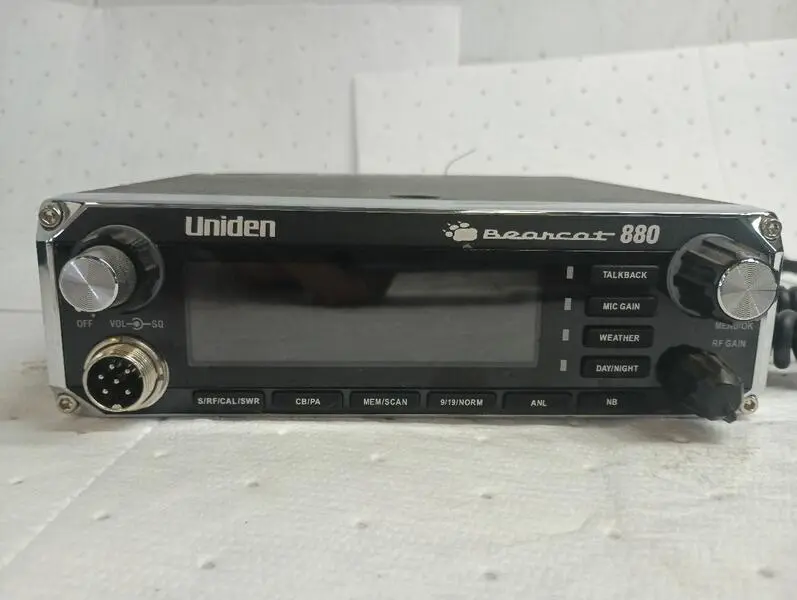 Uniden
Bearcat 880
TALKBACK
MIC GAIN
WEATHER
DAY/NIGHT
OFF VOL SQ
MEMO/OK
RF GAIN
S/RF/CAL/SWR CB/PA MEM/SCAN 9/19/NORM ANL NB